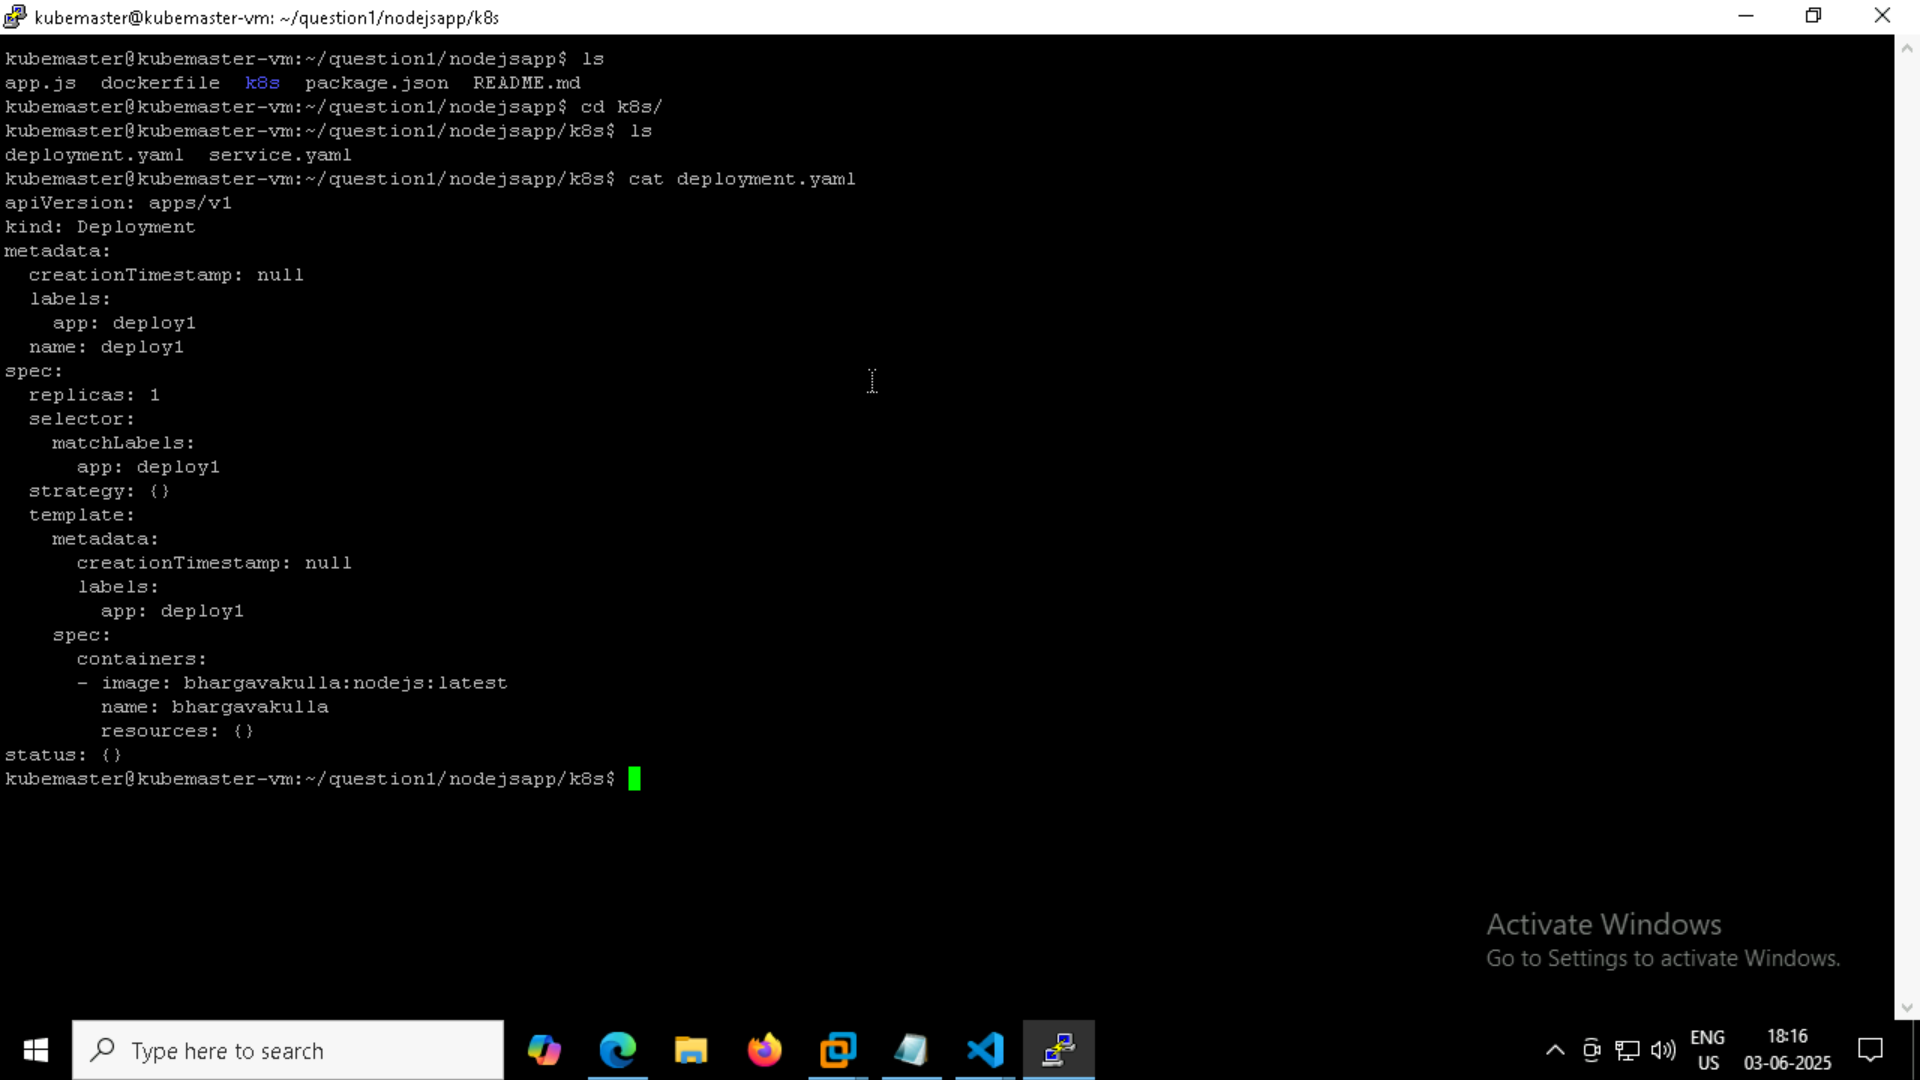 kubemaster@kubemaster-vm: ~/question1/nodejsapp/k8s
kubemaster@kubemaster-vm:~/question1/nodejsapp$ ls
app.js  dockerfile  k8s  package.json  README.md
kubemaster@kubemaster-vm:~/question1/nodejsapp$ cd k8s/
kubemaster@kubemaster-vm:~/question1/nodejsapp/k8s$ ls
deployment.yaml  service.yaml
kubemaster@kubemaster-vm:~/question1/nodejsapp/k8s$ cat deployment.yaml
apiVersion: apps/v1
kind: Deployment
metadata:
  creationTimestamp: null
  labels:
    app: deploy1
  name: deploy1
spec:
  replicas: 1
  selector:
    matchLabels:
      app: deploy1
  strategy: {}
  template:
    metadata:
      creationTimestamp: null
      labels:
        app: deploy1
    spec:
      containers:
      - image: bhargavakulla:nodejs:latest
        name: bhargavakulla
        resources: {}
status: {}
kubemaster@kubemaster-vm:~/question1/nodejsapp/k8s$
Activate Windows
Go to Settings to activate Windows.
Type here to search
ENG
US
18:16
03-06-2025